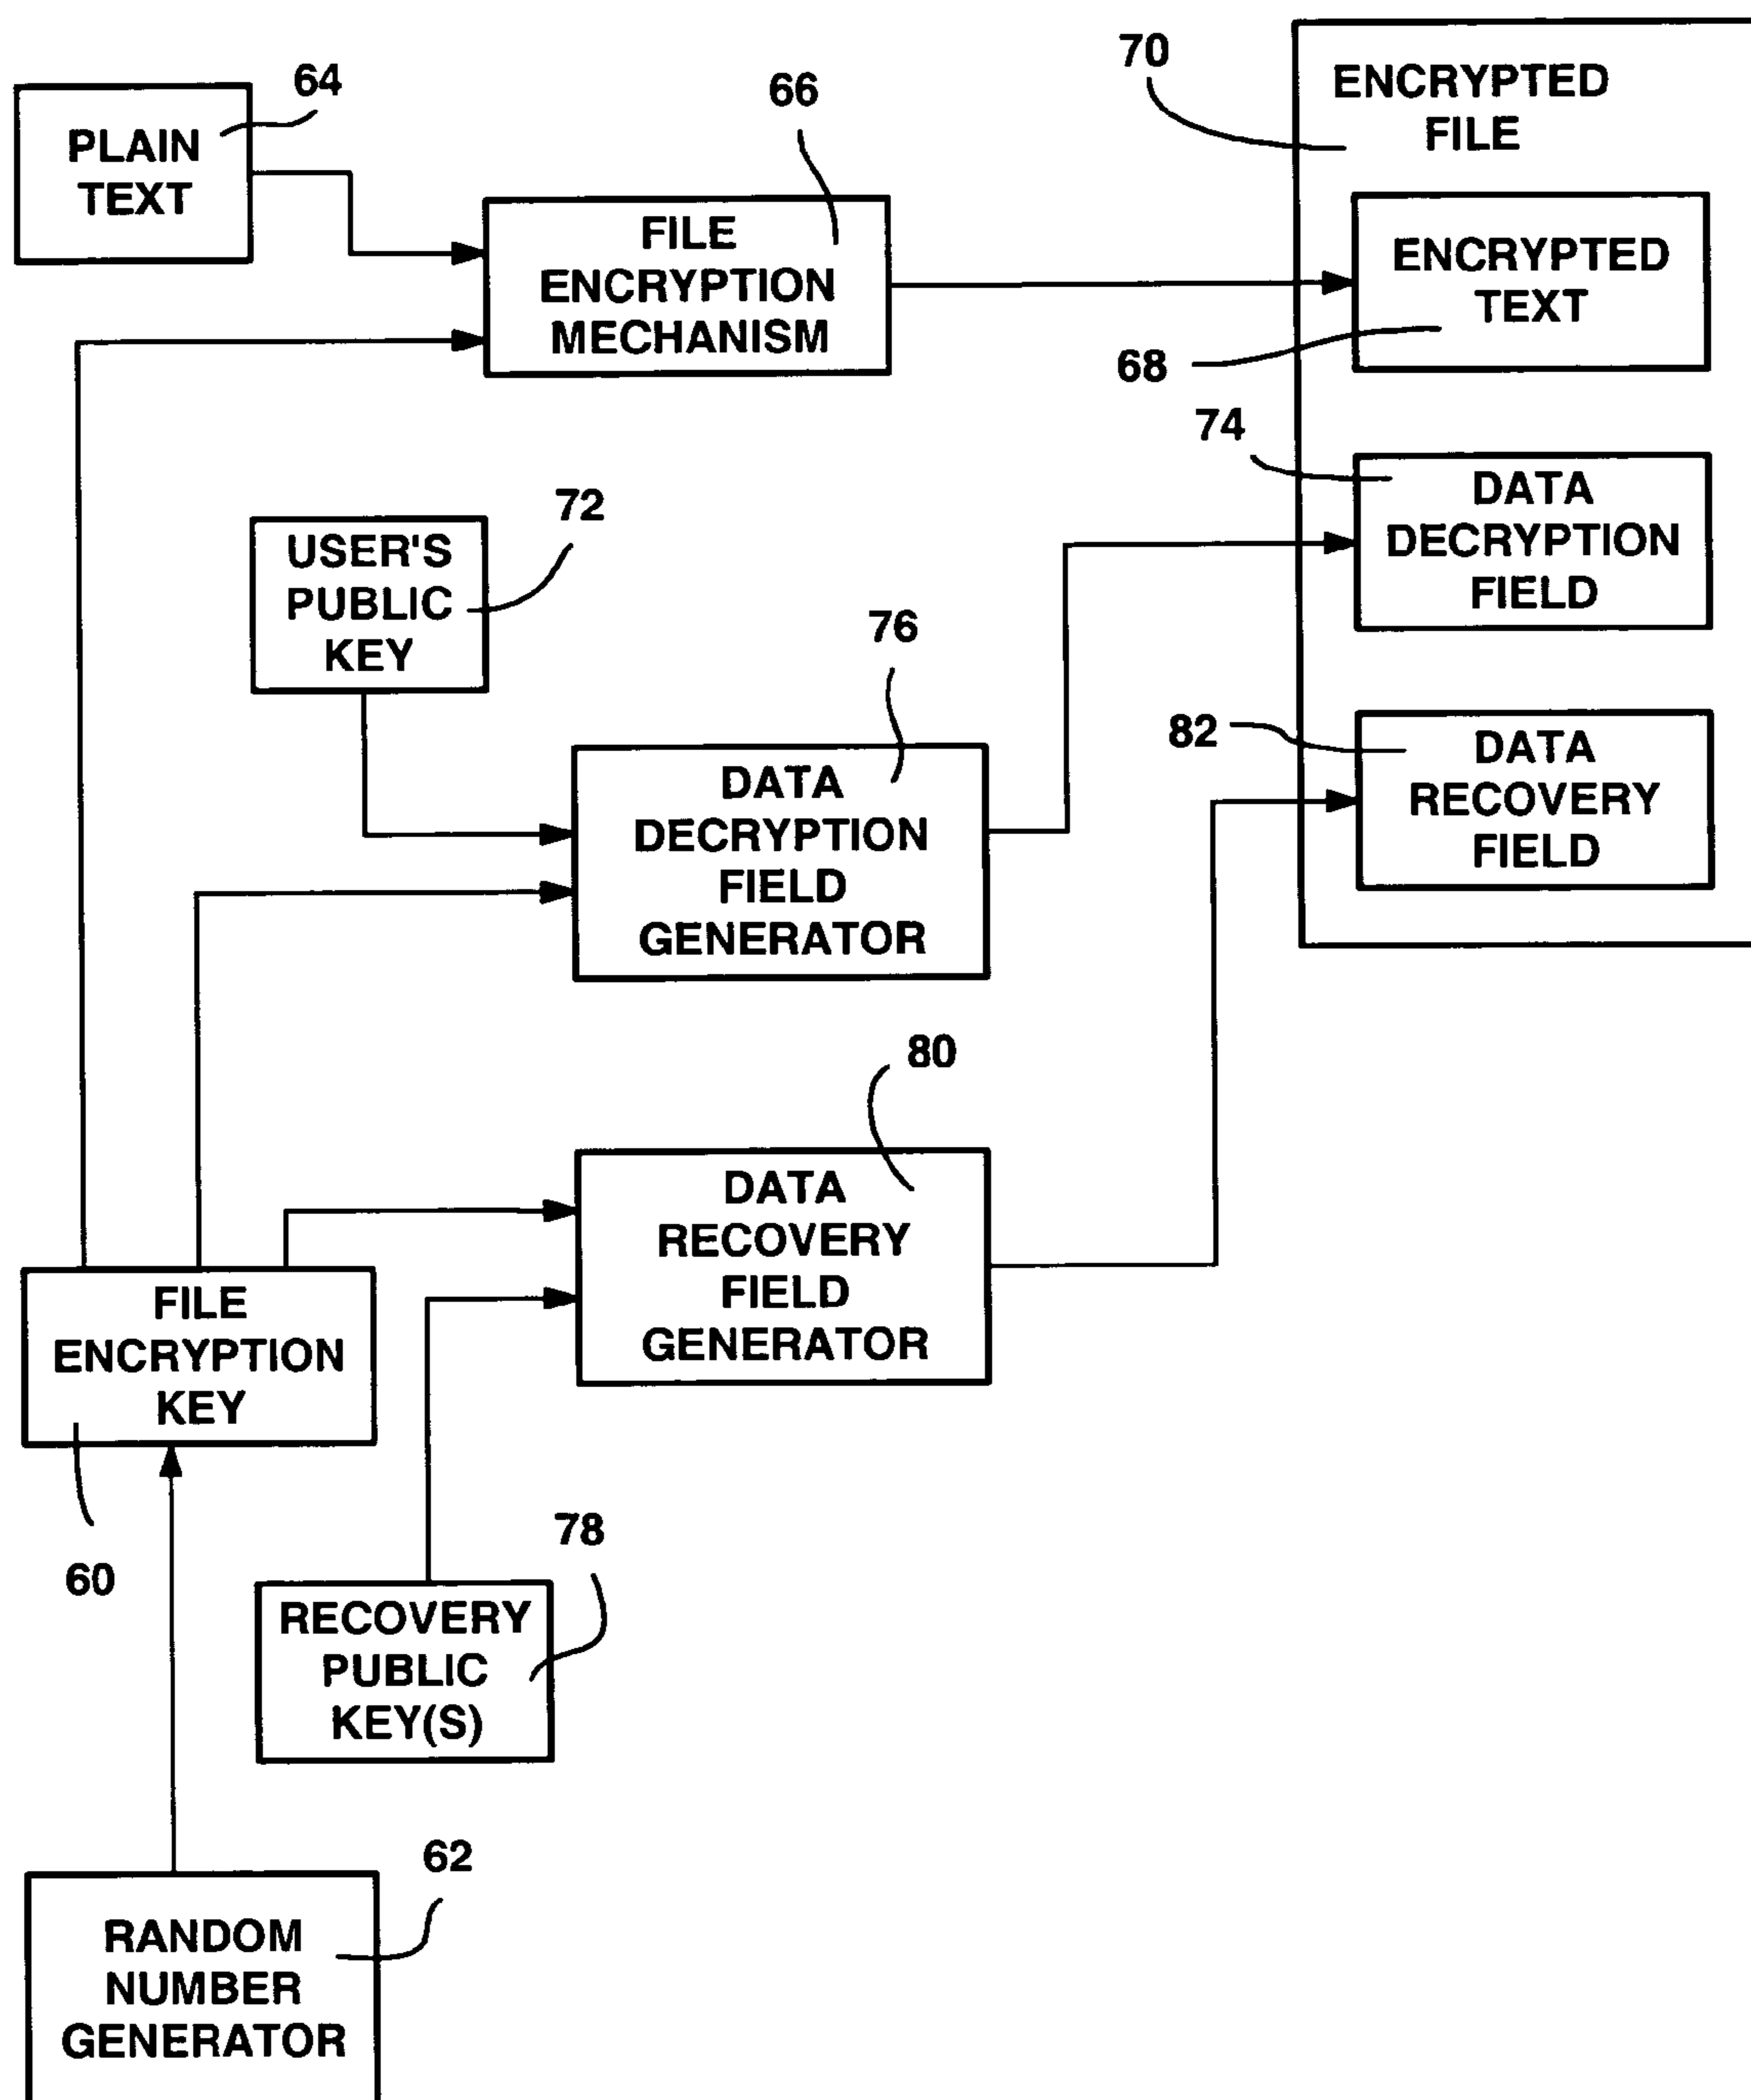 64
PLAIN
TEXT
66
FILE
ENCRYPTION
MECHANISM
70
ENCRYPTED
FILE
ENCRYPTED
TEXT
68
74
DATA
DECRYPTION
FIELD
72
USER'S
PUBLIC
KEY
76
DATA
DECRYPTION
FIELD
GENERATOR
82
DATA
RECOVERY
FIELD
80
DATA
RECOVERY
FIELD
GENERATOR
FILE
ENCRYPTION
KEY
60
78
RECOVERY
PUBLIC
KEY(S)
62
RANDOM
NUMBER
GENERATOR